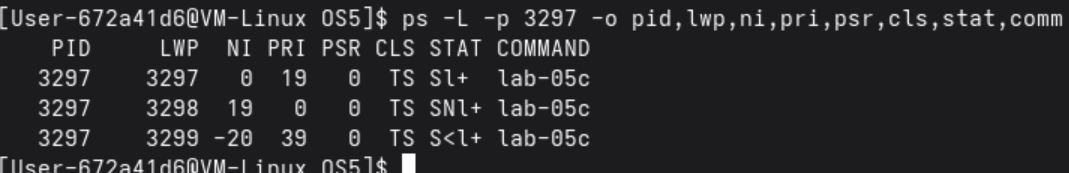 [User-672a41d6@VM-Linux OS5]$ ps -L -p 3297 -o pid,lwp,ni,pri,psr,cls,stat,comm
PID LWP NI PRI PSR CLS STAT COMMAND
3297 3297 0 19 0 TS Sl+ lab-05c
3297 3298 19 0 0 TS SNl+ lab-05c
3297 3299 -20 39 0 TS S<l+ lab-05c
[User-672a41d6@VM-Linux OS5]$